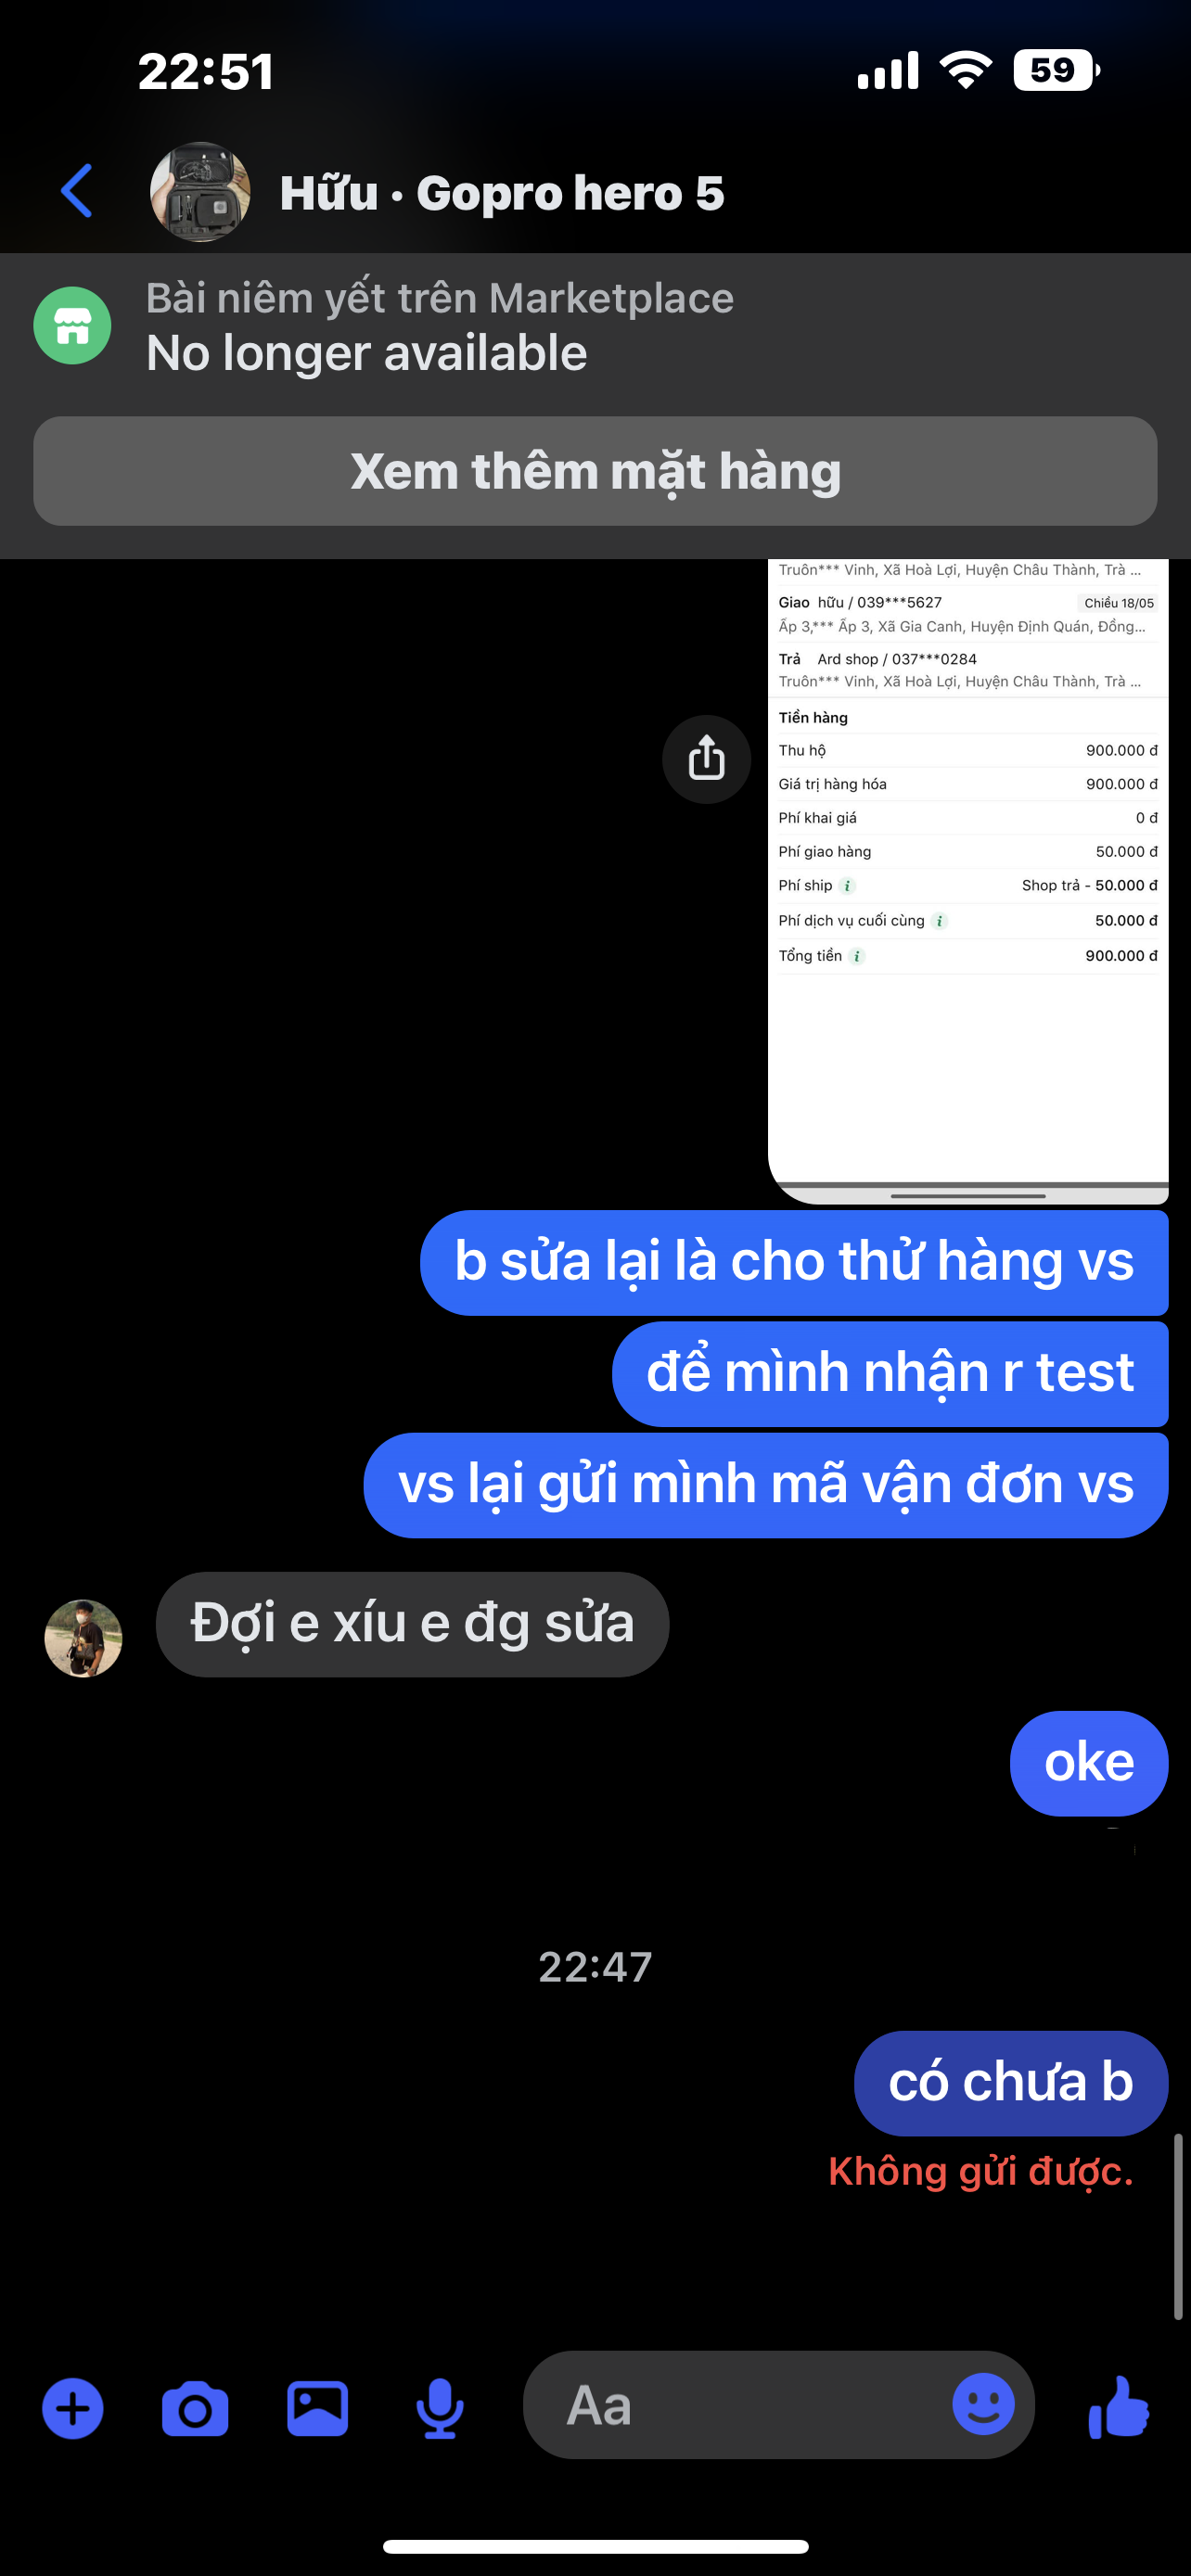 22:51
59
Hữu · Gopro hero 5
Bài niêm yết trên Marketplace
No longer available
Xem thêm mặt hàng
Truôn*** Vinh, Xã Hoà Lợi, Huyện Châu Thành, Trà ...
Giao hữu / 039***5627 Chiều 18/05
Ấp 3,*** Ấp 3, Xã Gia Canh, Huyện Định Quán, Đồng...
Trả Ard shop / 037***0284
Truôn*** Vinh, Xã Hoà Lợi, Huyện Châu Thành, Trà ...
Tiền hàng
Thu hộ 900.000 đ
Giá trị hàng hóa 900.000 đ
Phí khai giá 0 đ
Phí giao hàng 50.000 đ
Phí ship i Shop trả - 50.000 đ
Phí dịch vụ cuối cùng i 50.000 đ
Tổng tiền i 900.000 đ
b sửa lại là cho thử hàng vs
để mình nhận r test
vs lại gửi mình mã vận đơn vs
Đợi e xíu e đg sửa
oke
22:47
có chưa b
Không gửi được.
Aa